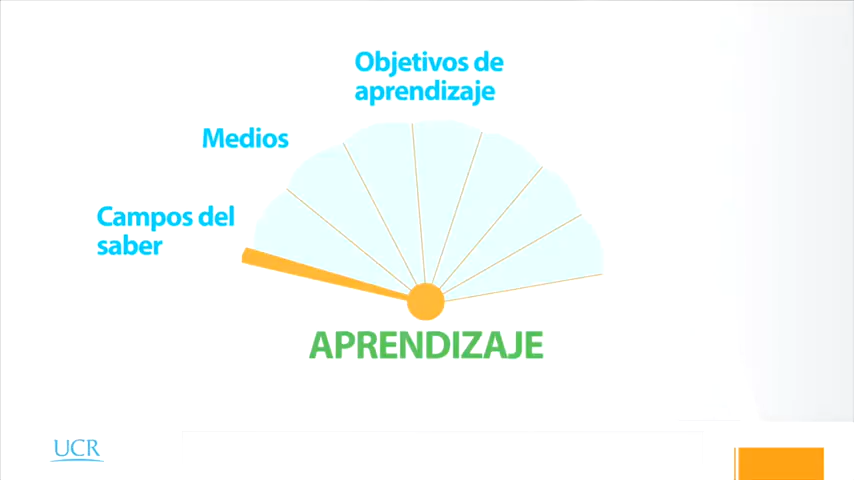 Objetivos de
aprendizaje
Medios
Campos del
saber
APRENDIZAJE
UCR